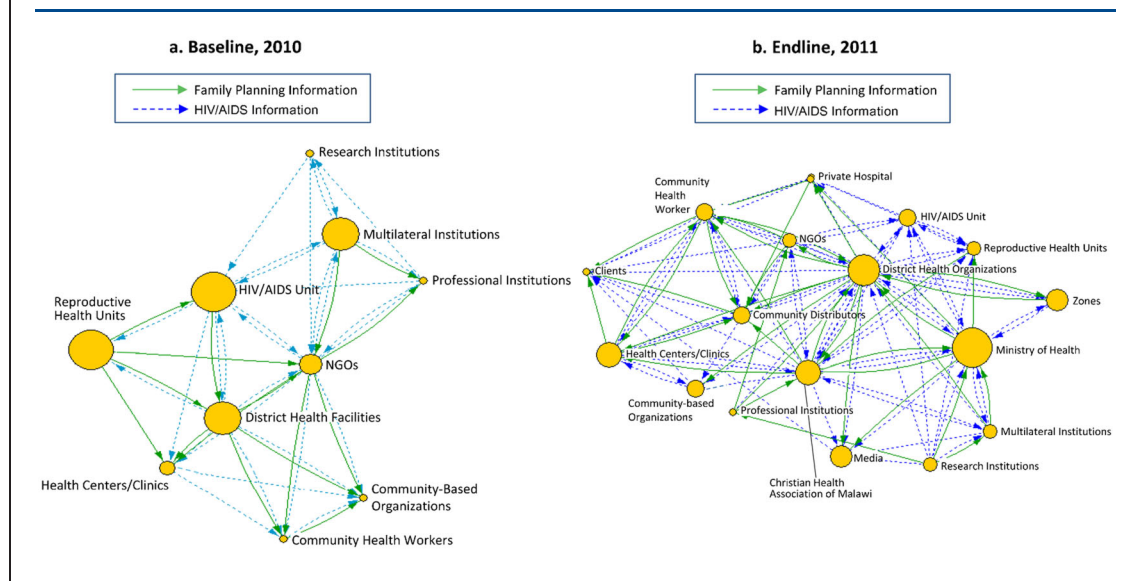 a. Baseline, 2010
Family Planning Information
HIV/AIDS Information
Research Institutions
Multilateral Institutions
Professional Institutions
HIV/AIDS Unit
Reproductive
Health Units
NGOs
District Health Facilities
Health Centers/Clinics
Community-Based
Organizations
Community Health Workers
b. Endline, 2011
Family Planning Information
HIV/AIDS Information
Private Hospital
Community
Health
Worker
HIV/AIDS Unit
NGOs
Reproductive Health Units
District Health Organizations
Clients
Zones
Community Distributors
Ministry of Health
Health Centers/Clinics
Community-based
Organizations
Professional Institutions
Multilateral Institutions
Media
Research Institutions
Christian Health
Association of Malawi